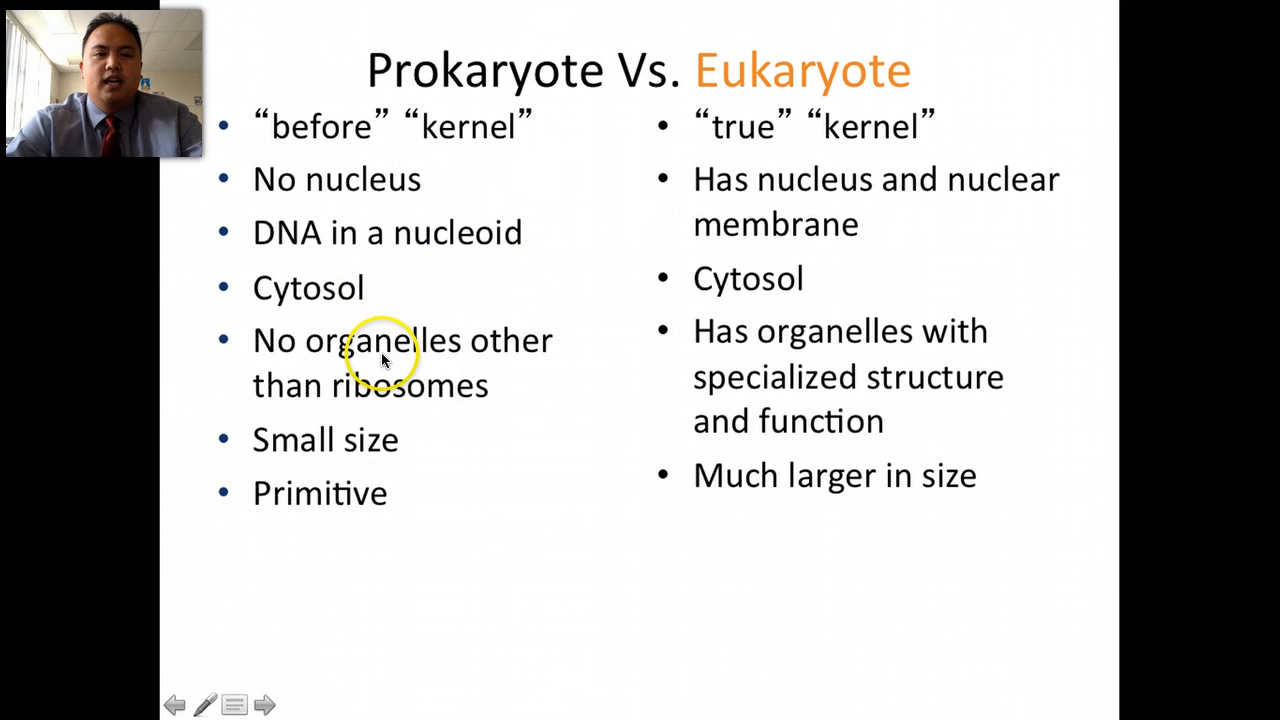 Prokaryote Vs. Eukaryote
• “before” “kernel”
• No nucleus
• DNA in a nucleoid
• Cytosol
• No organelles other
than ribosomes
• Small size
• Primitive
• “true” “kernel”
• Has nucleus and nuclear
membrane
• Cytosol
• Has organelles with
specialized structure
and function
• Much larger in size